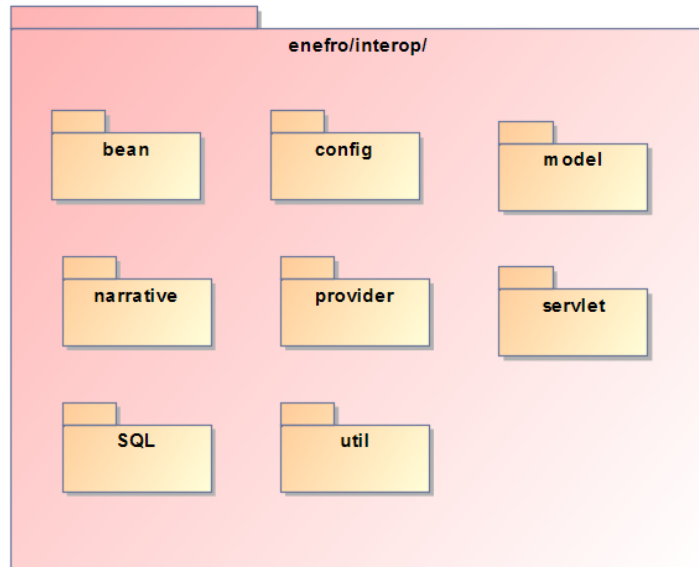 enefro/interop/
bean
config
model
narrative
provider
servlet
SQL
util